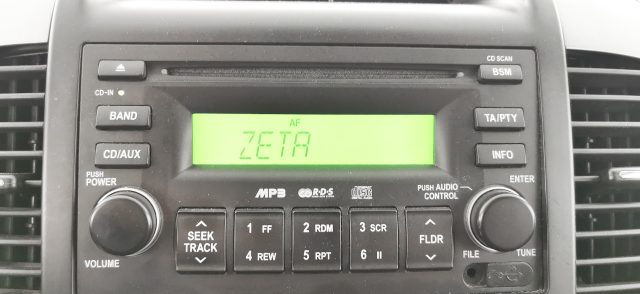 CD SCAN
BSM
CD-IN
BAND
AF
TA/PTY
ZETA
CD/AUX
INFO
PUSH
POWER
ENTER
MP3
R·D·S
PUSH AUDIO
CONTROL
SEEK
TRACK
1 FF
2 RDM
3 SCR
FLDR
4 REW
5 RPT
6 II
VOLUME
FILE
TUNE